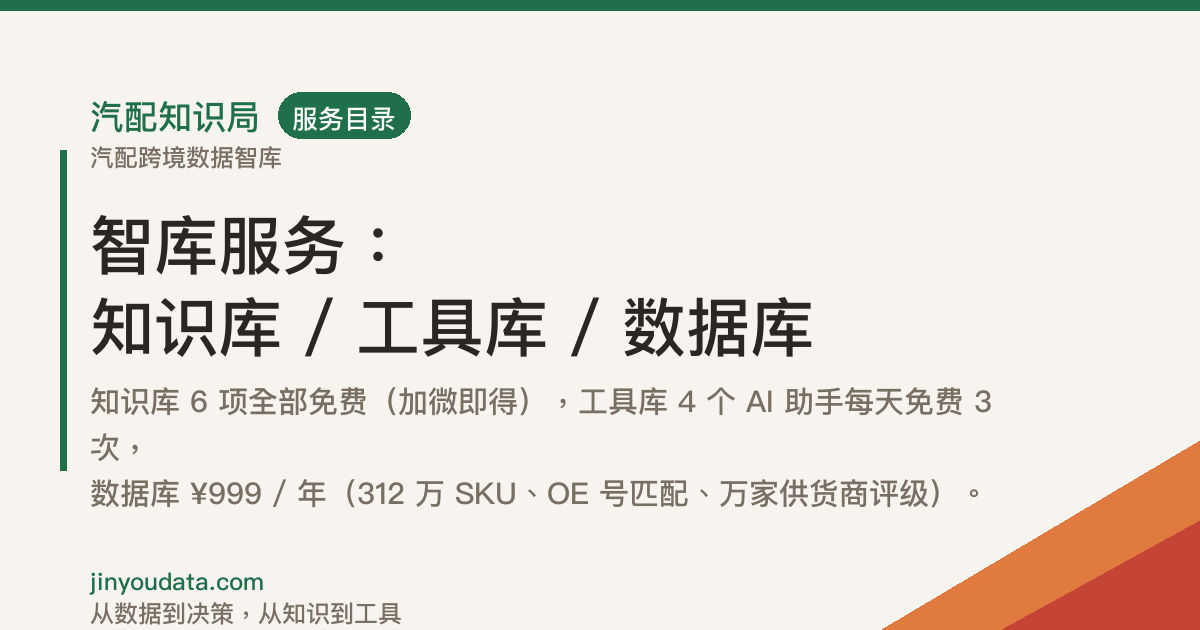 汽配知识局 服务目录
汽配跨境数据智库
智库服务：
知识库 / 工具库 / 数据库
知识库 6 项全部免费（加微即得），工具库 4 个 AI 助手每天免费 3
次，
数据库 ¥999 / 年（312 万 SKU、OE 号匹配、万家供货商评级）。
jinyoudata.com
从数据到决策，从知识到工具